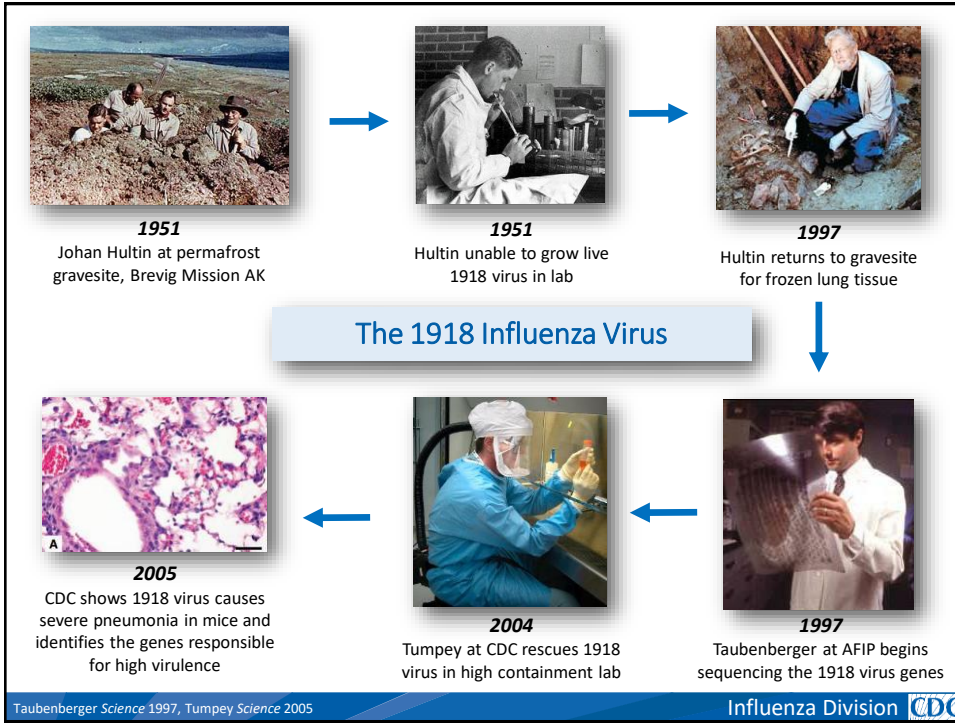 1951
Johan Hultin at permafrost
gravesite, Brevig Mission AK
1951
Hultin unable to grow live
1918 virus in lab
1997
Hultin returns to gravesite
for frozen lung tissue
The 1918 Influenza Virus
A
2005
CDC shows 1918 virus causes
severe pneumonia in mice and
identifies the genes responsible
for high virulence
2004
Tumpey at CDC rescues 1918
virus in high containment lab
1997
Taubenberger at AFIP begins
sequencing the 1918 virus genes
Taubenberger Science 1997, Tumpey Science 2005
Influenza Division CDC